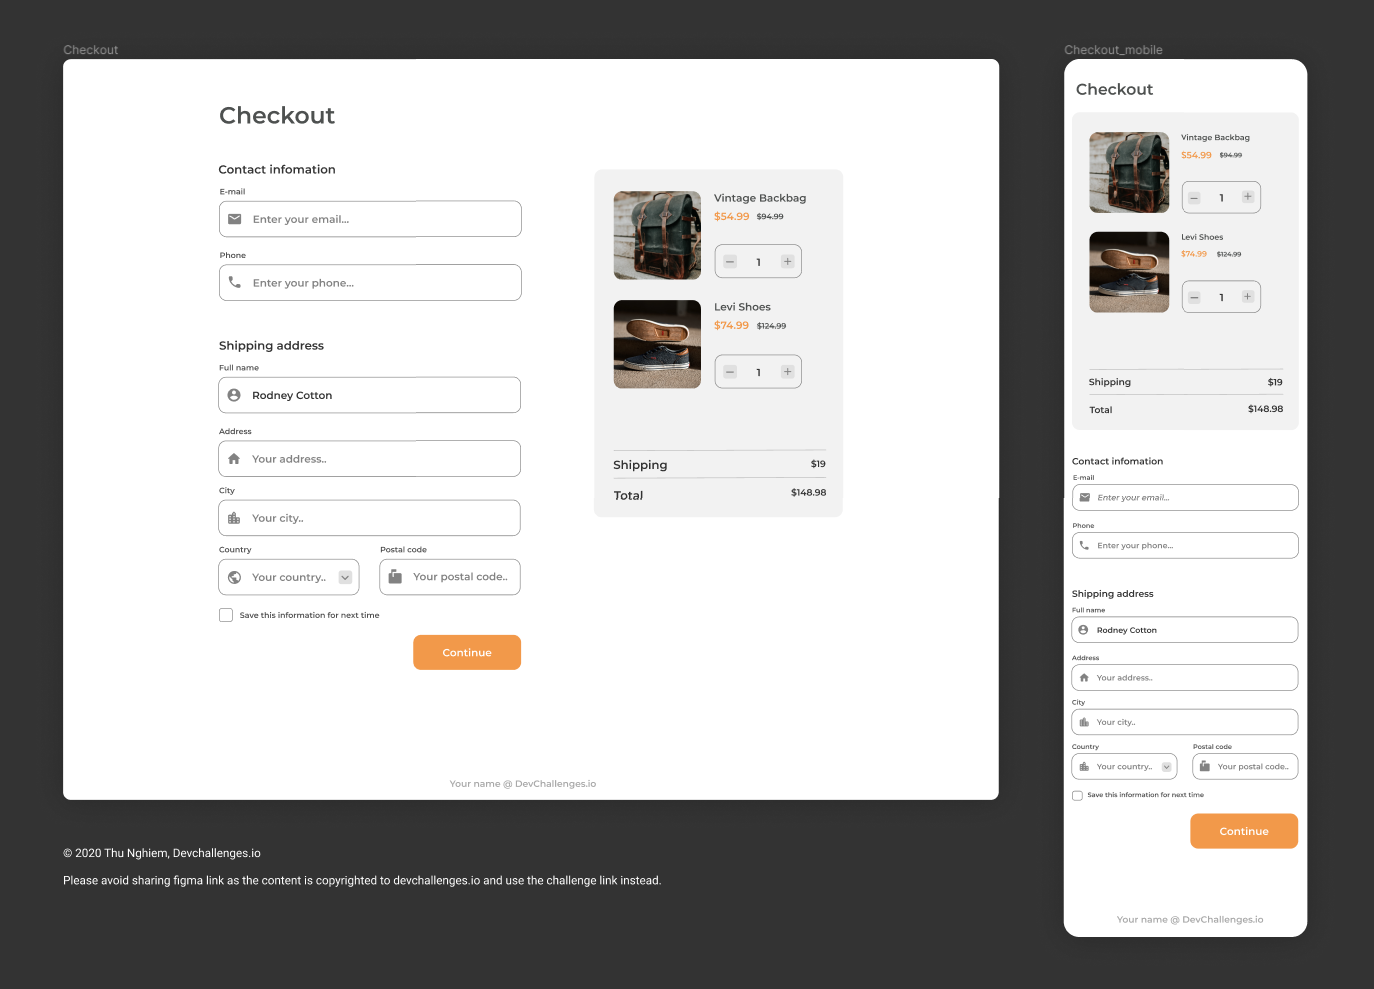 Checkout
Checkout
Contact infomation
E-mail
Enter your email...
Phone
Enter your phone...
Shipping address
Full name
Rodney Cotton
Address
Your address..
City
Your city..
Country
Postal code
Your country..
Your postal code..
Save this information for next time
Continue
Vintage Backbag
$54.99 $94.99
1
Levi Shoes
$74.99 $124.99
1
Shipping $19
Total $148.98
Your name @ DevChallenges.io
© 2020 Thu Nghiem, Devchallenges.io
Please avoid sharing figma link as the content is copyrighted to devchallenges.io and use the challenge link instead.
Checkout_mobile
Checkout
Vintage Backbag
$54.99 $94.99
1
Levi Shoes
$74.99 $124.99
1
Shipping $19
Total $148.98
Contact infomation
E-mail
Enter your email...
Phone
Enter your phone...
Shipping address
Full name
Rodney Cotton
Address
Your address..
City
Your city..
Country
Postal code
Your country..
Your postal code..
Save this information for next time
Continue
Your name @ DevChallenges.io